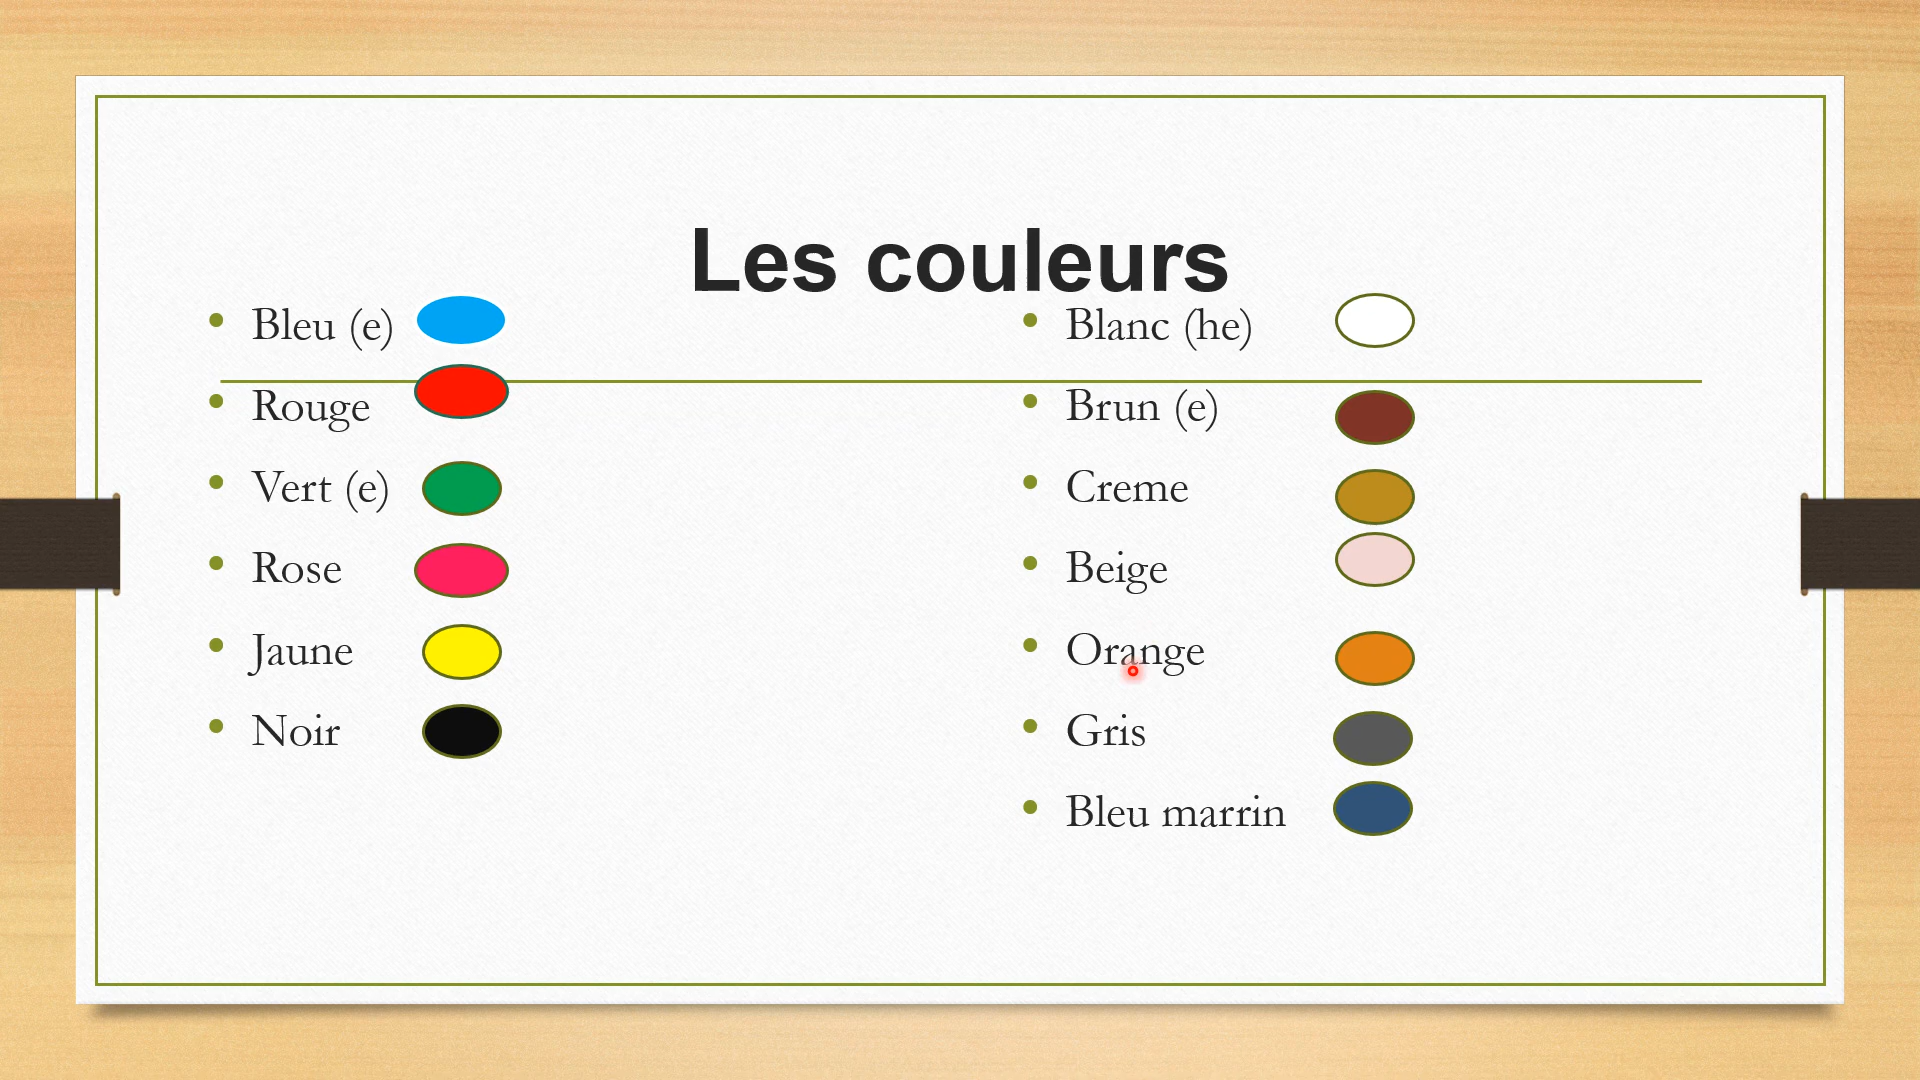 Les couleurs
Bleu (e)
Rouge
Vert (e)
Rose
Jaune
Noir
Blanc (he)
Brun (e)
Creme
Beige
Orange
Gris
Bleu marrin